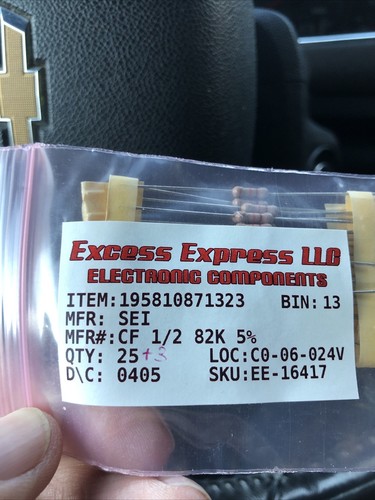 Excess Express LLC
ELECTRONIC COMPONENTS
ITEM:195810871323 BIN: 13
MFR: SEI
MFR#:CF 1/2 82K 5%
QTY: 25+3 LOC:C0-06-024V
D\C: 0405 SKU:EE-16417